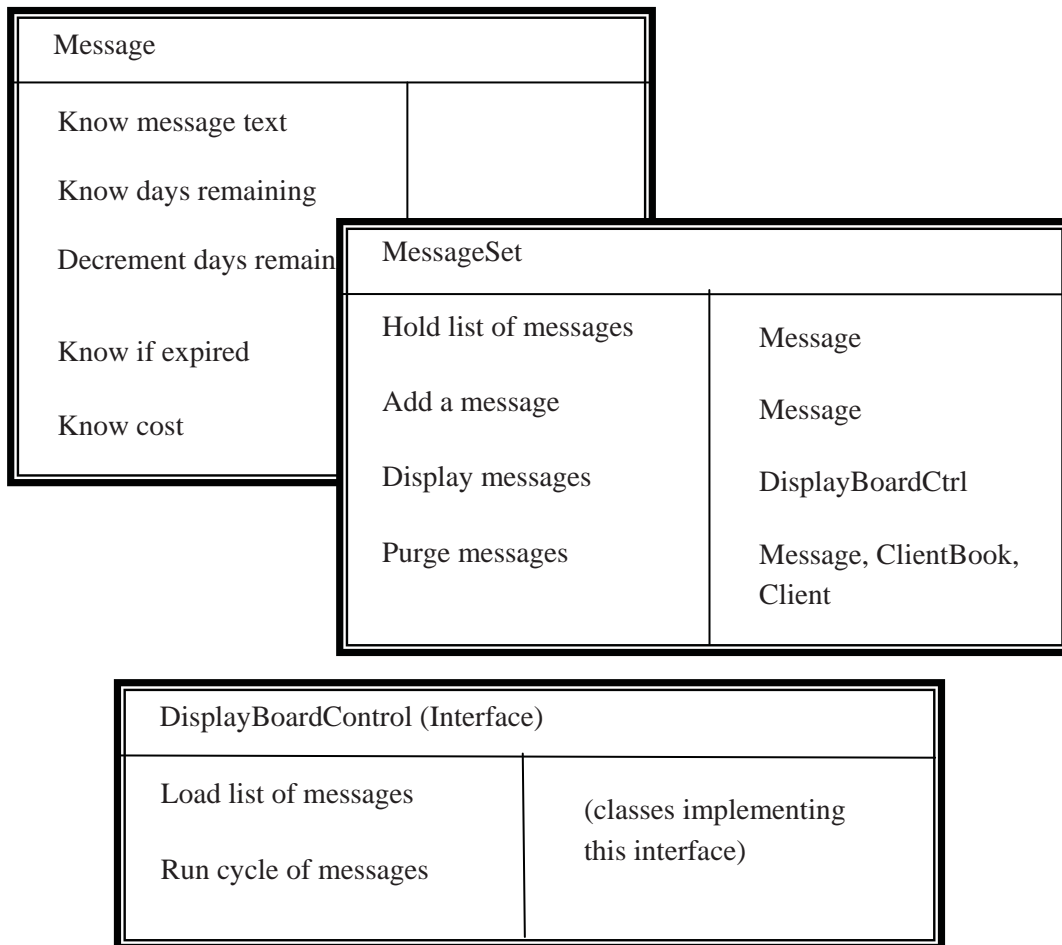 Message
Know message text
Know days remaining
Decrement days remain
Know if expired
Know cost
MessageSet
Hold list of messages
Message
Add a message
Message
Display messages
DisplayBoardCtrl
Purge messages
Message, ClientBook,
Client
DisplayBoardControl (Interface)
Load list of messages
(classes implementing
this interface)
Run cycle of messages